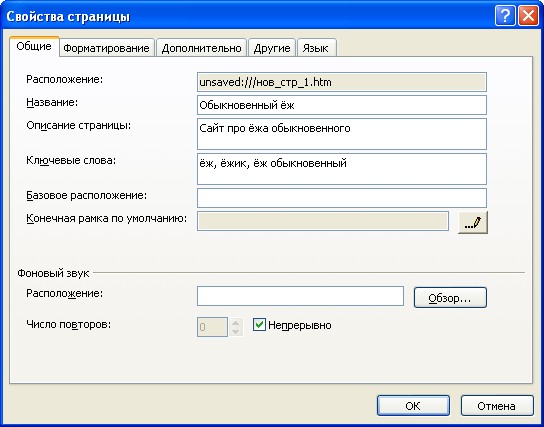 Свойства страницы
Общие Форматирование Дополнительно Другие Язык
Расположение: unsaved:///нов_стр_1.htm
Название: Обыкновенный ёж
Описание страницы: Сайт про ёжа обыкновенного
Ключевые слова: ёж, ёжик, ёж обыкновенный
Базовое расположение:
Конечная рамка по умолчанию:
Фоновый звук
Расположение: Обзор...
Число повторов: 0 Непрерывно
ОК Отмена